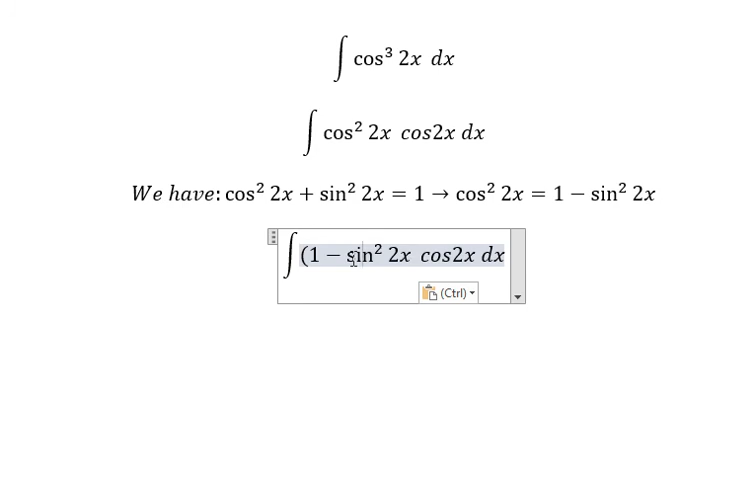 ∫ cos³ 2x dx
∫ cos² 2x cos2x dx
We have: cos² 2x + sin² 2x = 1 → cos² 2x = 1 − sin² 2x
∫ (1 − sin² 2x cos2x dx
(Ctrl)